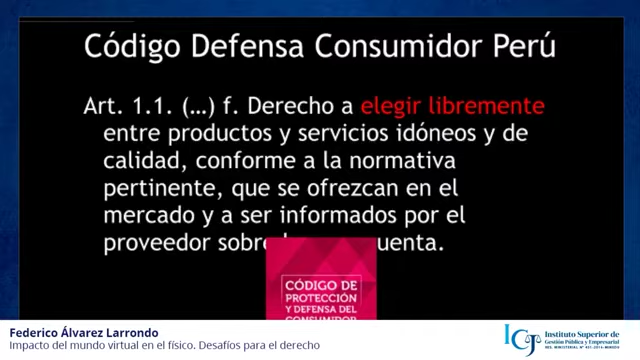 Código Defensa Consumidor Perú
Art. 1.1. (…) f. Derecho a elegir libremente
entre productos y servicios idóneos y de
calidad, conforme a la normativa
pertinente, que se ofrezcan en el
mercado y a ser informados por el
proveedor sobre uenta.
CÓDIGO DE
PROTECCIÓN
Y DEFENSA DEL
CONSUMIDOR
Federico Álvarez Larrondo
Impacto del mundo virtual en el físico. Desafíos para el derecho
ICJ
Instituto Superior de
Gestión Pública y Empresarial